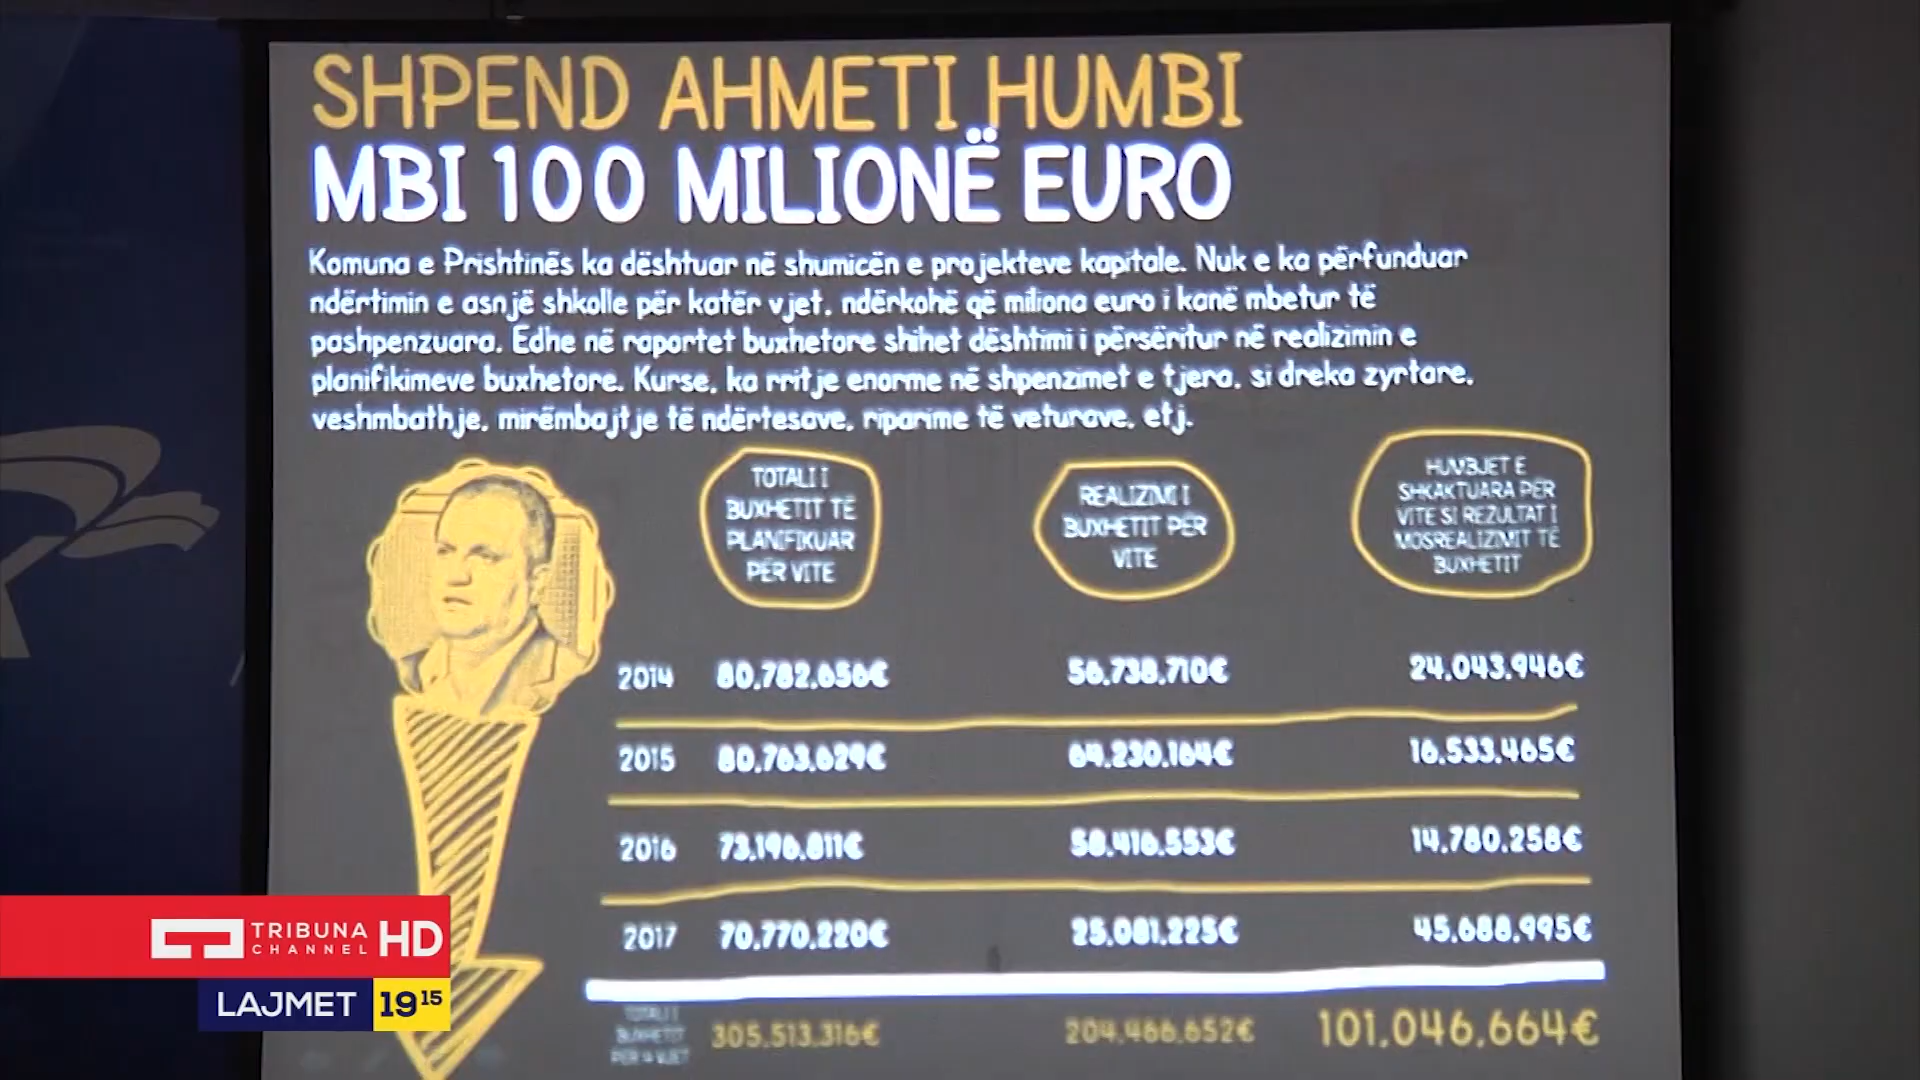 SHPEND AHMETI HUMBI
MBI 100 MILIONË EURO
Komuna e Prishtinës ka dështuar në shumicën e projekteve kapitale. Nuk e ka përfunduar
ndërtimin e asnjë shkolle për katër vjet, ndërkohë që miliona euro i kanë mbetur të
pashpenzuara. Edhe në raportet buxhetore shihet dështimi i përsëritur në realizimin e
planifikimeve buxhetore. Kurse, ka rritje enorme në shpenzimet e tjera, si dreka zyrtare,
veshmbathje, mirëmbajtje të ndërtesave, riparime të veturave, etj.
TOTALI I
BUXHETIT TË
PLANIFIKUAR
PËR VITE
REALIZIMI I
BUXHETIT PËR
VITE
HUMBJET E
SHKAKTUARA PËR
VITE SI REZULTAT I
MOSREALIZIMIT TË
BUXHETIT
2014 80.782.656€ 56.738.710€ 24.043.946€
2015 80.763.629€ 64.230.164€ 16.533.465€
2016 73.196.811€ 58.416.553€ 14.780.258€
2017 70.770.220€ 25.081.225€ 45.688.995€
TOTALI I
BUXHETIT
PËR 4 VJET
305.513.316€ 204.466.652€ 101.046.664€
TRIBUNA
CHANNEL
HD
LAJMET 19 15